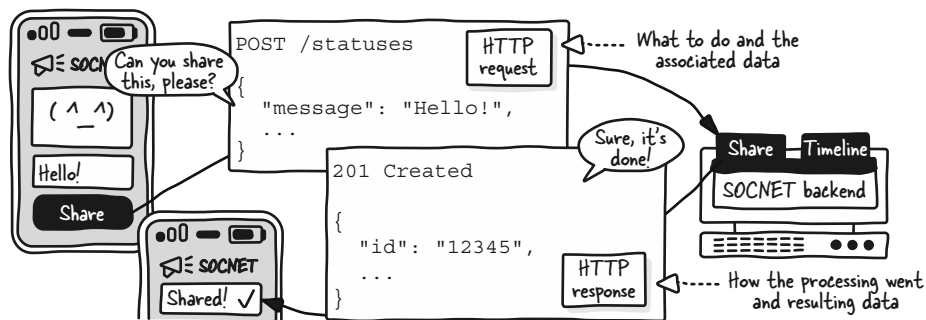 SOCNET
Can you share
this, please?
( ^ _ ^ )
Hello!
Share
POST /statuses
{
"message": "Hello!",
...
}
HTTP
request
What to do and the
associated data
Sure, it's
done!
201 Created
{
"id": "12345",
...
}
HTTP
response
Share
Timeline
SOCNET backend
How the processing went
and resulting data
SOCNET
Shared! ✓